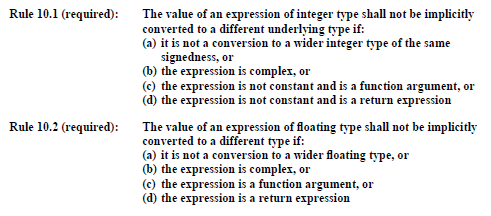 Rule 10.1 (required): The value of an expression of integer type shall not be implicitly
converted to a different underlying type if:
(a) it is not a conversion to a wider integer type of the same
signedness, or
(b) the expression is complex, or
(c) the expression is not constant and is a function argument, or
(d) the expression is not constant and is a return expression
Rule 10.2 (required): The value of an expression of floating type shall not be implicitly
converted to a different type if:
(a) it is not a conversion to a wider floating type, or
(b) the expression is complex, or
(c) the expression is a function argument, or
(d) the expression is a return expression